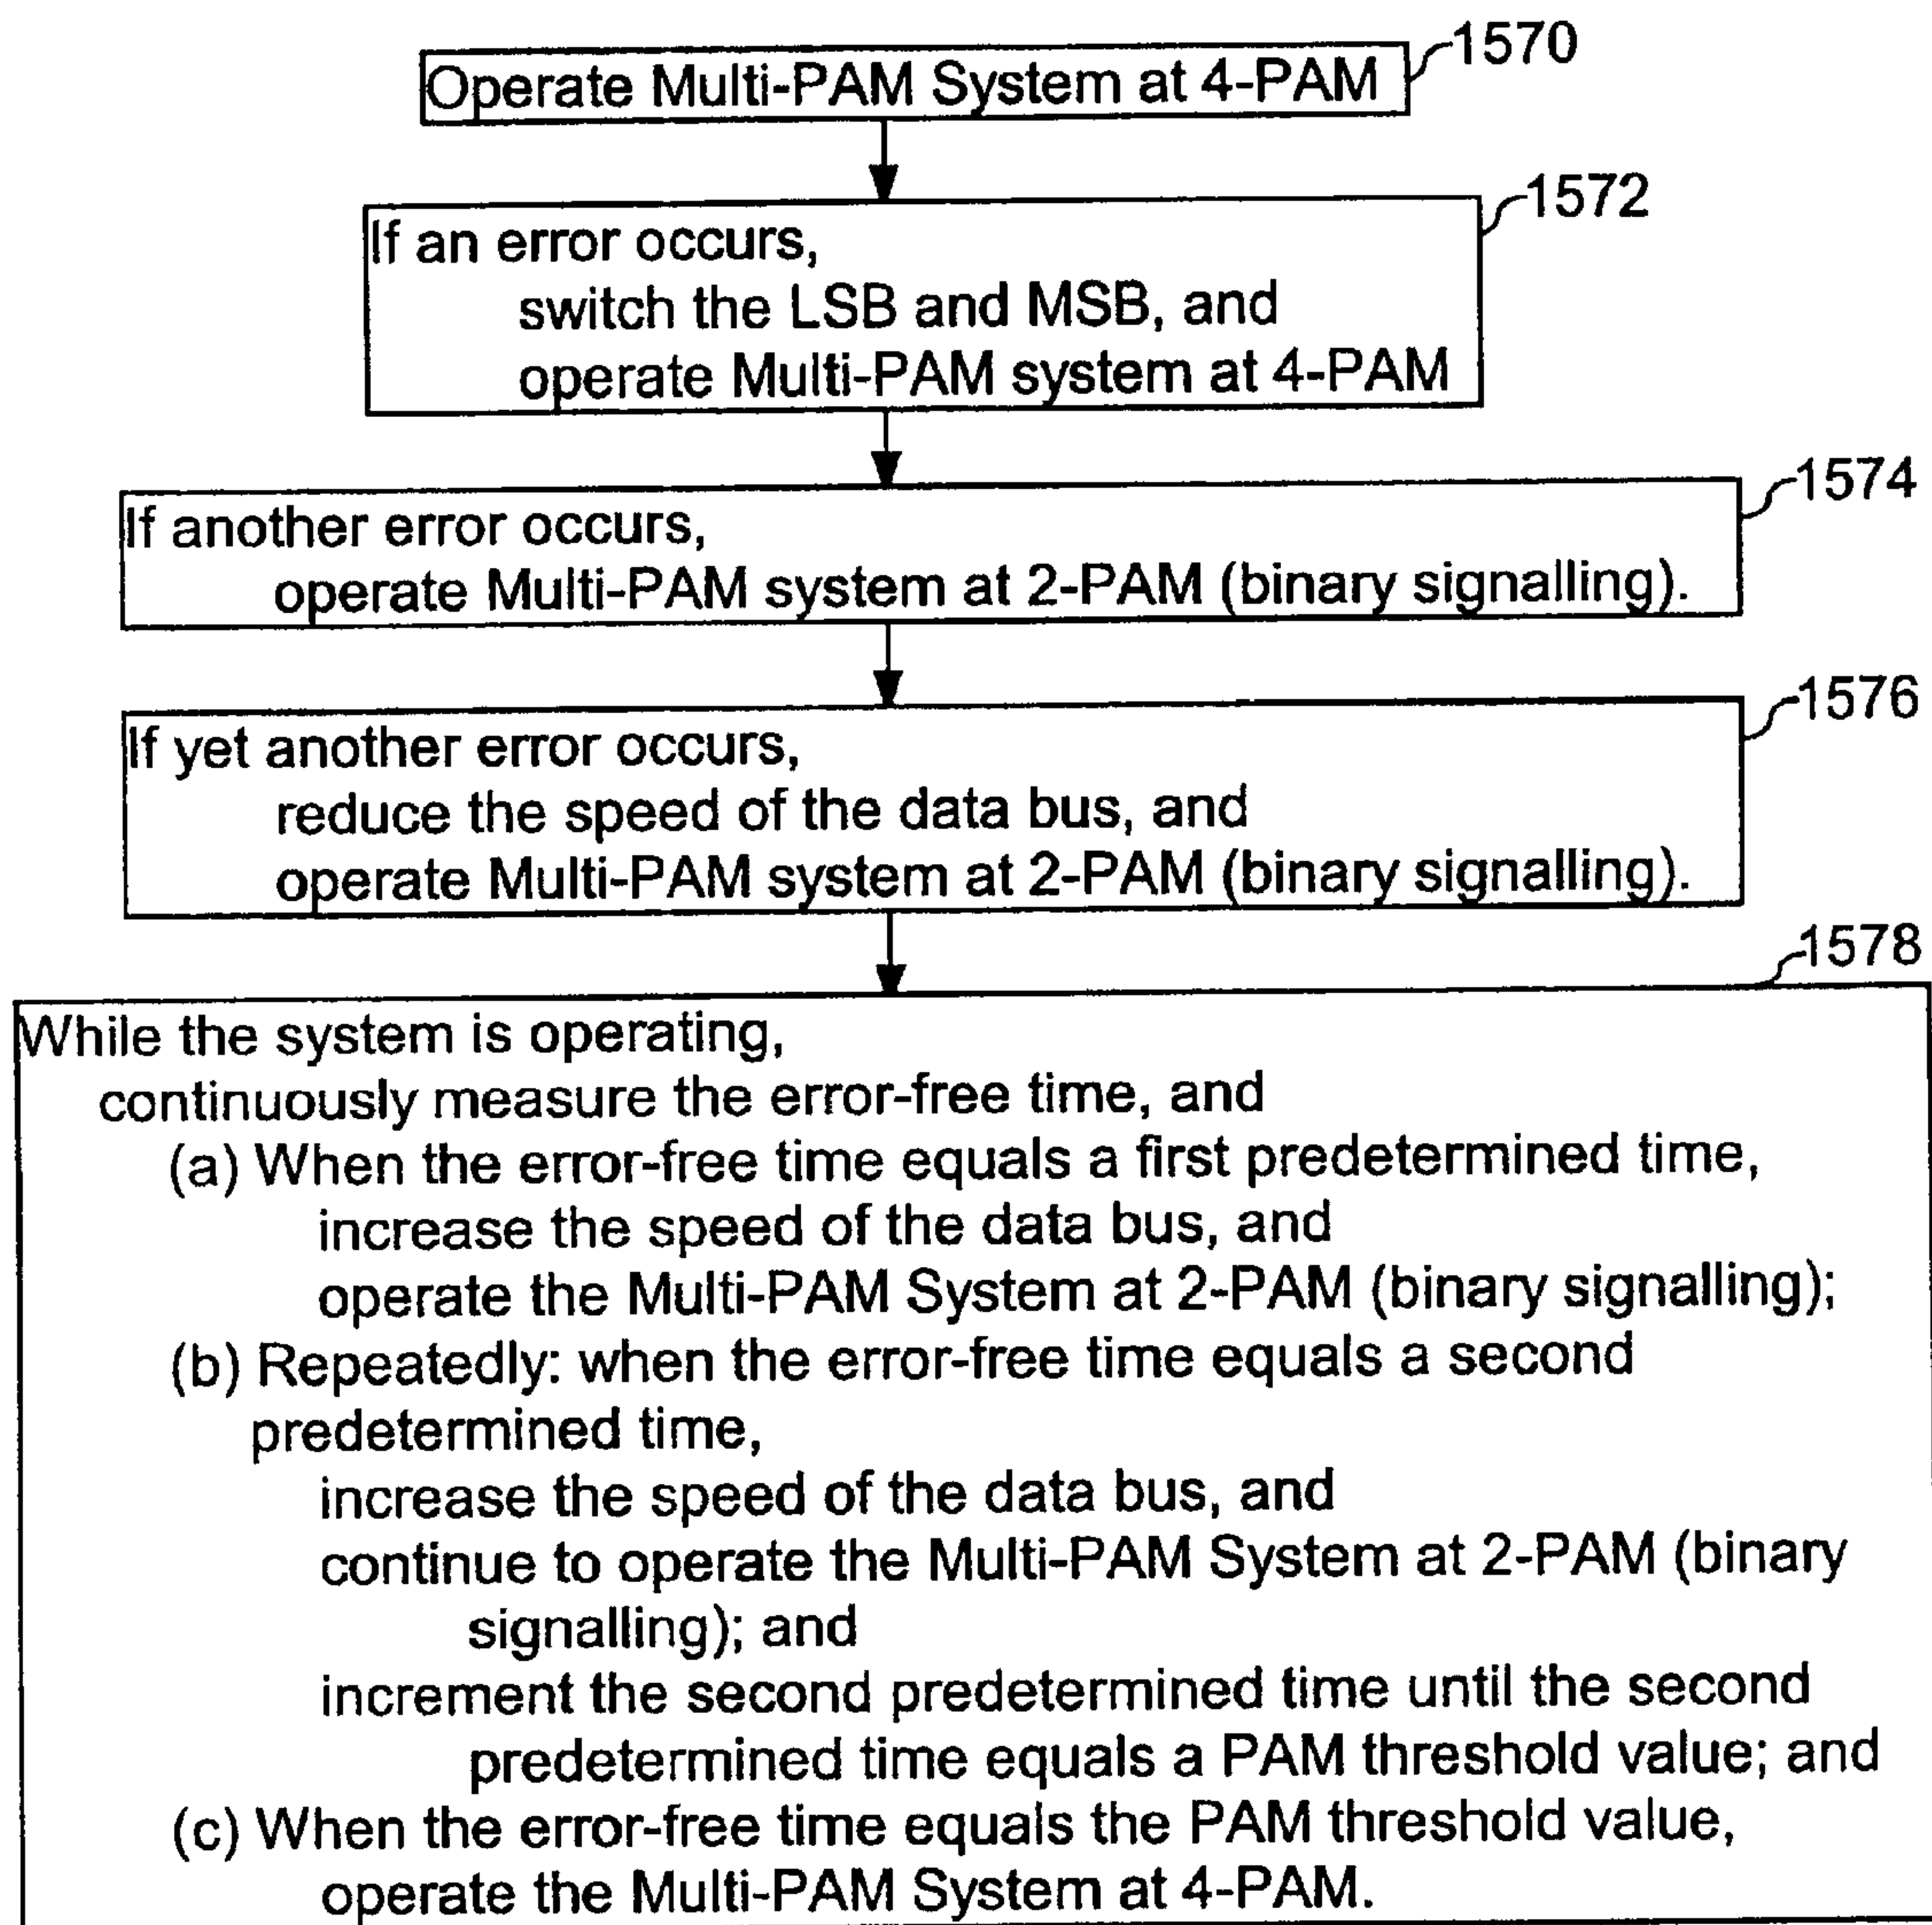 1570
Operate Multi-PAM System at 4-PAM
1572
If an error occurs,
switch the LSB and MSB, and
operate Multi-PAM system at 4-PAM
1574
If another error occurs,
operate Multi-PAM system at 2-PAM (binary signalling).
1576
If yet another error occurs,
reduce the speed of the data bus, and
operate Multi-PAM system at 2-PAM (binary signalling).
1578
While the system is operating,
continuously measure the error-free time, and
(a) When the error-free time equals a first predetermined time,
increase the speed of the data bus, and
operate the Multi-PAM System at 2-PAM (binary signalling);
(b) Repeatedly: when the error-free time equals a second
predetermined time,
increase the speed of the data bus, and
continue to operate the Multi-PAM System at 2-PAM (binary
signalling); and
increment the second predetermined time until the second
predetermined time equals a PAM threshold value; and
(c) When the error-free time equals the PAM threshold value,
operate the Multi-PAM System at 4-PAM.